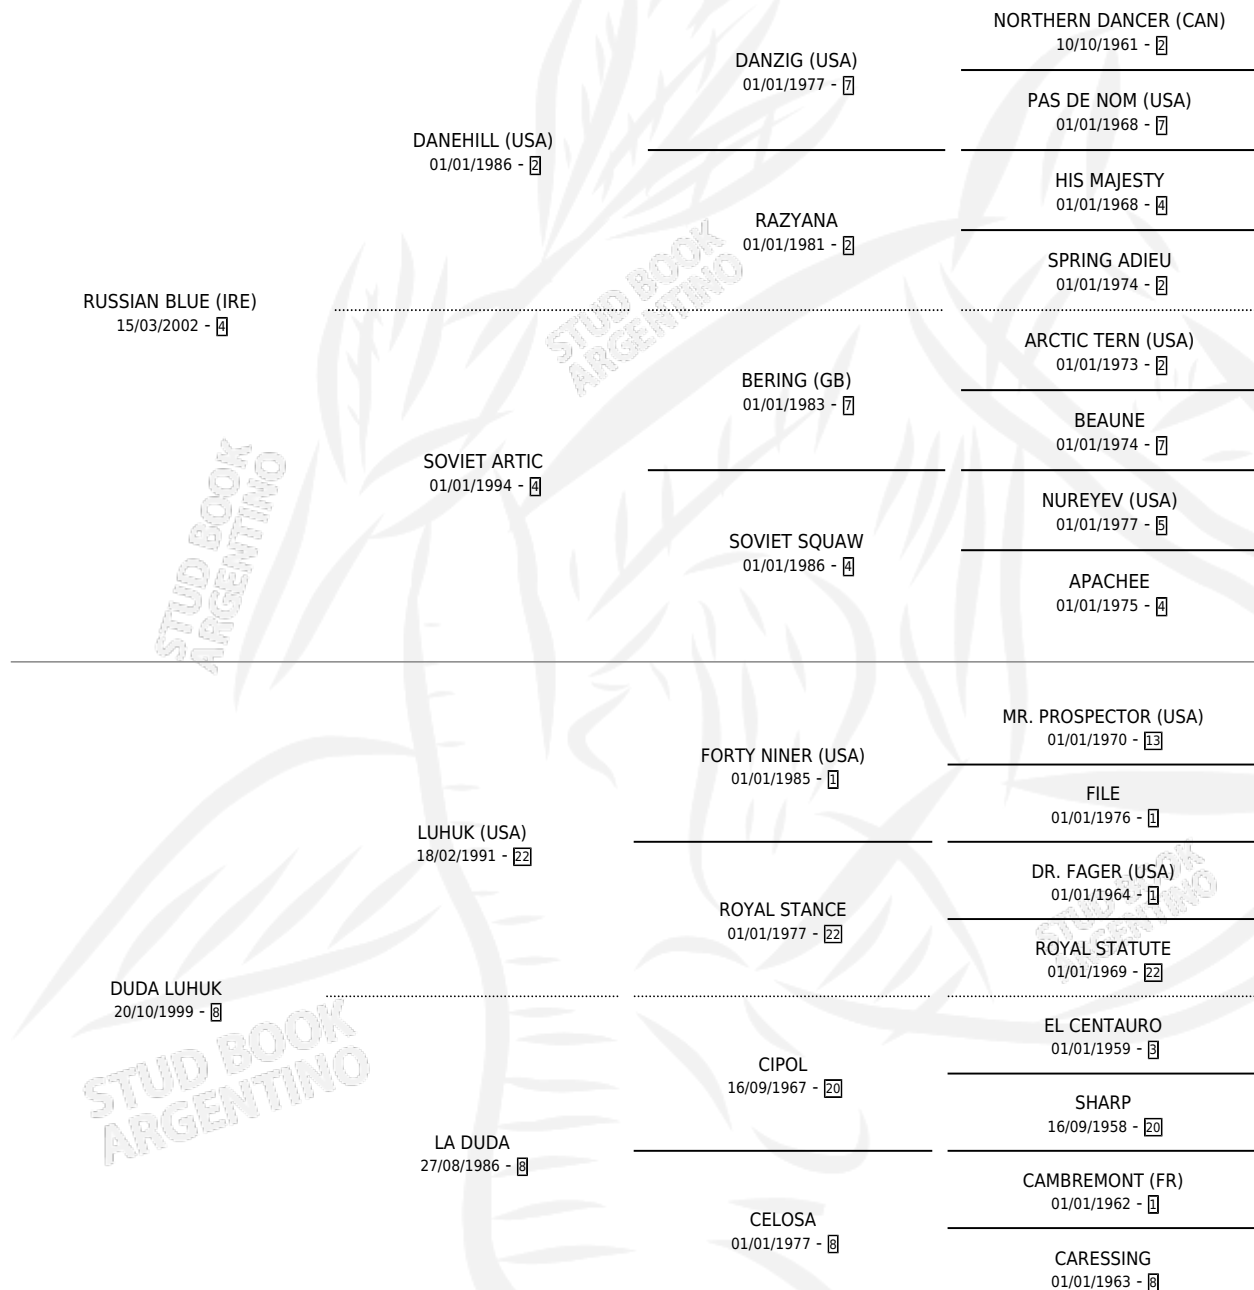 NORTHERN DANCER (CAN)
10/10/1961 - 2
DANZIG (USA)
01/01/1977 - 7
PAS DE NOM (USA)
01/01/1968 - 7
DANEHILL (USA)
01/01/1986 - 2
HIS MAJESTY
01/01/1968 - 4
RAZYANA
01/01/1981 - 2
SPRING ADIEU
01/01/1974 - 2
RUSSIAN BLUE (IRE)
15/03/2002 - 4
ARCTIC TERN (USA)
01/01/1973 - 2
BERING (GB)
01/01/1983 - 7
BEAUNE
01/01/1974 - 7
SOVIET ARTIC
01/01/1994 - 4
NUREYEV (USA)
01/01/1977 - 5
SOVIET SQUAW
01/01/1986 - 4
APACHEE
01/01/1975 - 4
MR. PROSPECTOR (USA)
01/01/1970 - 13
FORTY NINER (USA)
01/01/1985 - 1
FILE
01/01/1976 - 1
LUHUK (USA)
18/02/1991 - 22
DR. FAGER (USA)
01/01/1964 - 1
ROYAL STANCE
01/01/1977 - 22
ROYAL STATUTE
01/01/1969 - 22
DUDA LUHUK
20/10/1999 - 8
EL CENTAURO
01/01/1959 - 3
CIPOL
16/09/1967 - 20
SHARP
16/09/1958 - 20
LA DUDA
27/08/1986 - 8
CAMBREMONT (FR)
01/01/1962 - 1
CELOSA
01/01/1977 - 8
CARESSING
01/01/1963 - 8
STUD BOOK
ARGENTINO
STUD BOOK
ARGENTINO
STUD BOOK
ARGENTINO
STUD BOOK
ARGENTINO